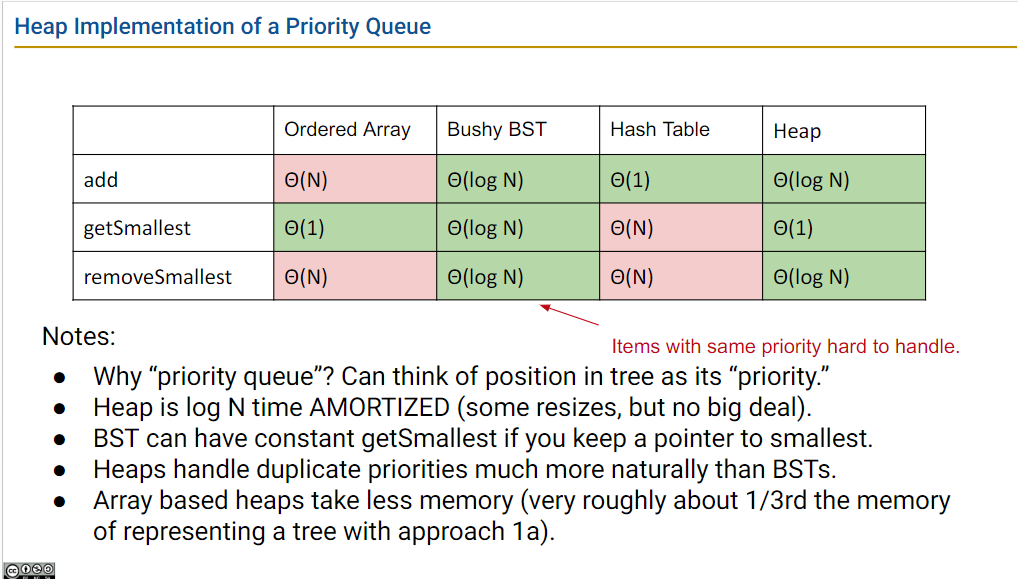 Heap Implementation of a Priority Queue
Ordered Array Bushy BST Hash Table Heap
add Θ(N) Θ(log N) Θ(1) Θ(log N)
getSmallest Θ(1) Θ(log N) Θ(N) Θ(1)
removeSmallest Θ(N) Θ(log N) Θ(N) Θ(log N)
Items with same priority hard to handle.
Notes:
● Why “priority queue”? Can think of position in tree as its “priority.”
● Heap is log N time AMORTIZED (some resizes, but no big deal).
● BST can have constant getSmallest if you keep a pointer to smallest.
● Heaps handle duplicate priorities much more naturally than BSTs.
● Array based heaps take less memory (very roughly about 1/3rd the memory
of representing a tree with approach 1a).